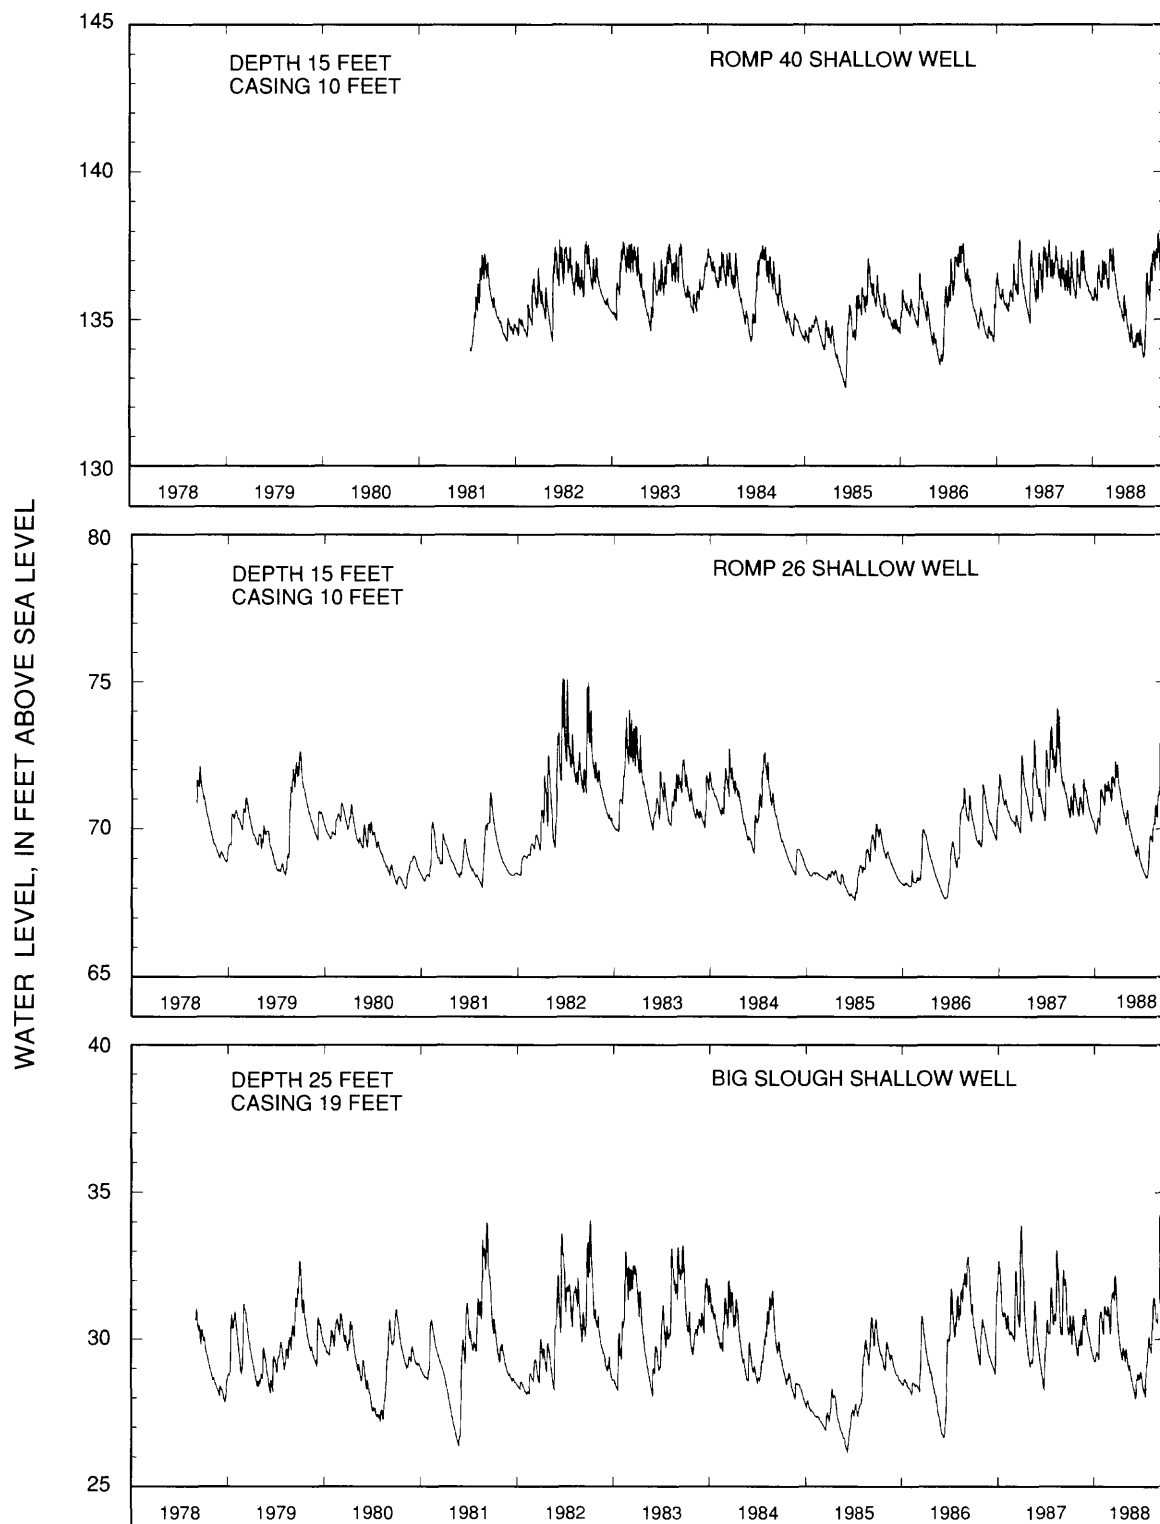 WATER LEVEL, IN FEET ABOVE SEA LEVEL
145
DEPTH 15 FEET
CASING 10 FEET
ROMP 40 SHALLOW WELL
140
135
130
1978 1979 1980 1981 1982 1983 1984 1985 1986 1987 1988
80
DEPTH 15 FEET
CASING 10 FEET
ROMP 26 SHALLOW WELL
75
70
65
1978 1979 1980 1981 1982 1983 1984 1985 1986 1987 1988
40
DEPTH 25 FEET
CASING 19 FEET
BIG SLOUGH SHALLOW WELL
35
30
25
1978 1979 1980 1981 1982 1983 1984 1985 1986 1987 1988